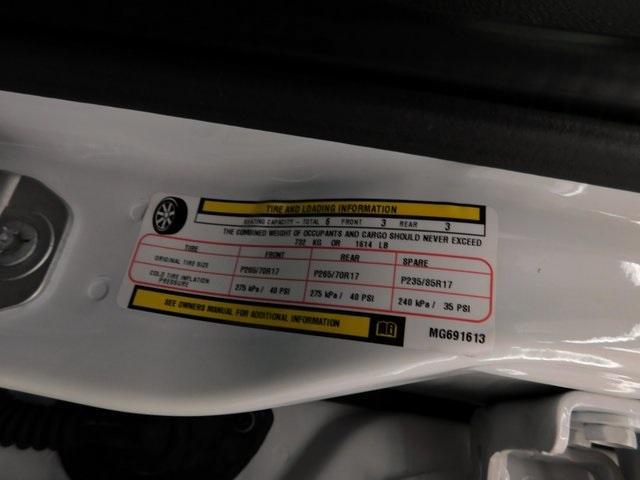 TIRE AND LOADING INFORMATION
SEATING CAPACITY - TOTAL 6 FRONT 3 REAR 3
THE COMBINED WEIGHT OF OCCUPANTS AND CARGO SHOULD NEVER EXCEED
732 KG OR 1614 LB
TIRE FRONT REAR SPARE
ORIGINAL TIRE SIZE P265/70R17 P265/70R17 P235/85R17
COLD TIRE INFLATION PRESSURE 275 kPa / 40 PSI 275 kPa / 40 PSI 240 kPa / 35 PSI
SEE OWNERS MANUAL FOR ADDITIONAL INFORMATION
MG691613